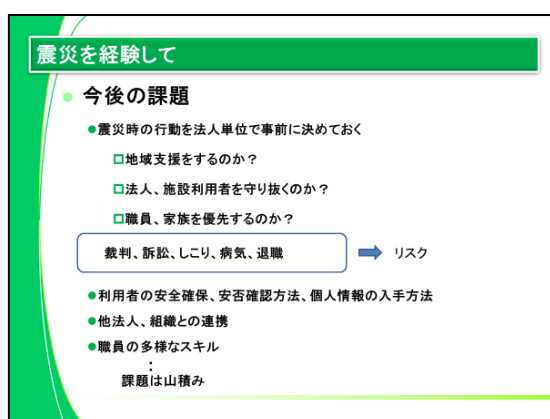 震災を経験して
今後の課題
●震災時の行動を法人単位で事前に決めておく
□地域支援をするのか？
□法人、施設利用者を守り抜くのか？
□職員、家族を優先するのか？
裁判、訴訟、しこり、病気、退職 リスク
●利用者の安全確保、安否確認方法、個人情報の入手方法
●他法人、組織との連携
●職員の多様なスキル
：
課題は山積み